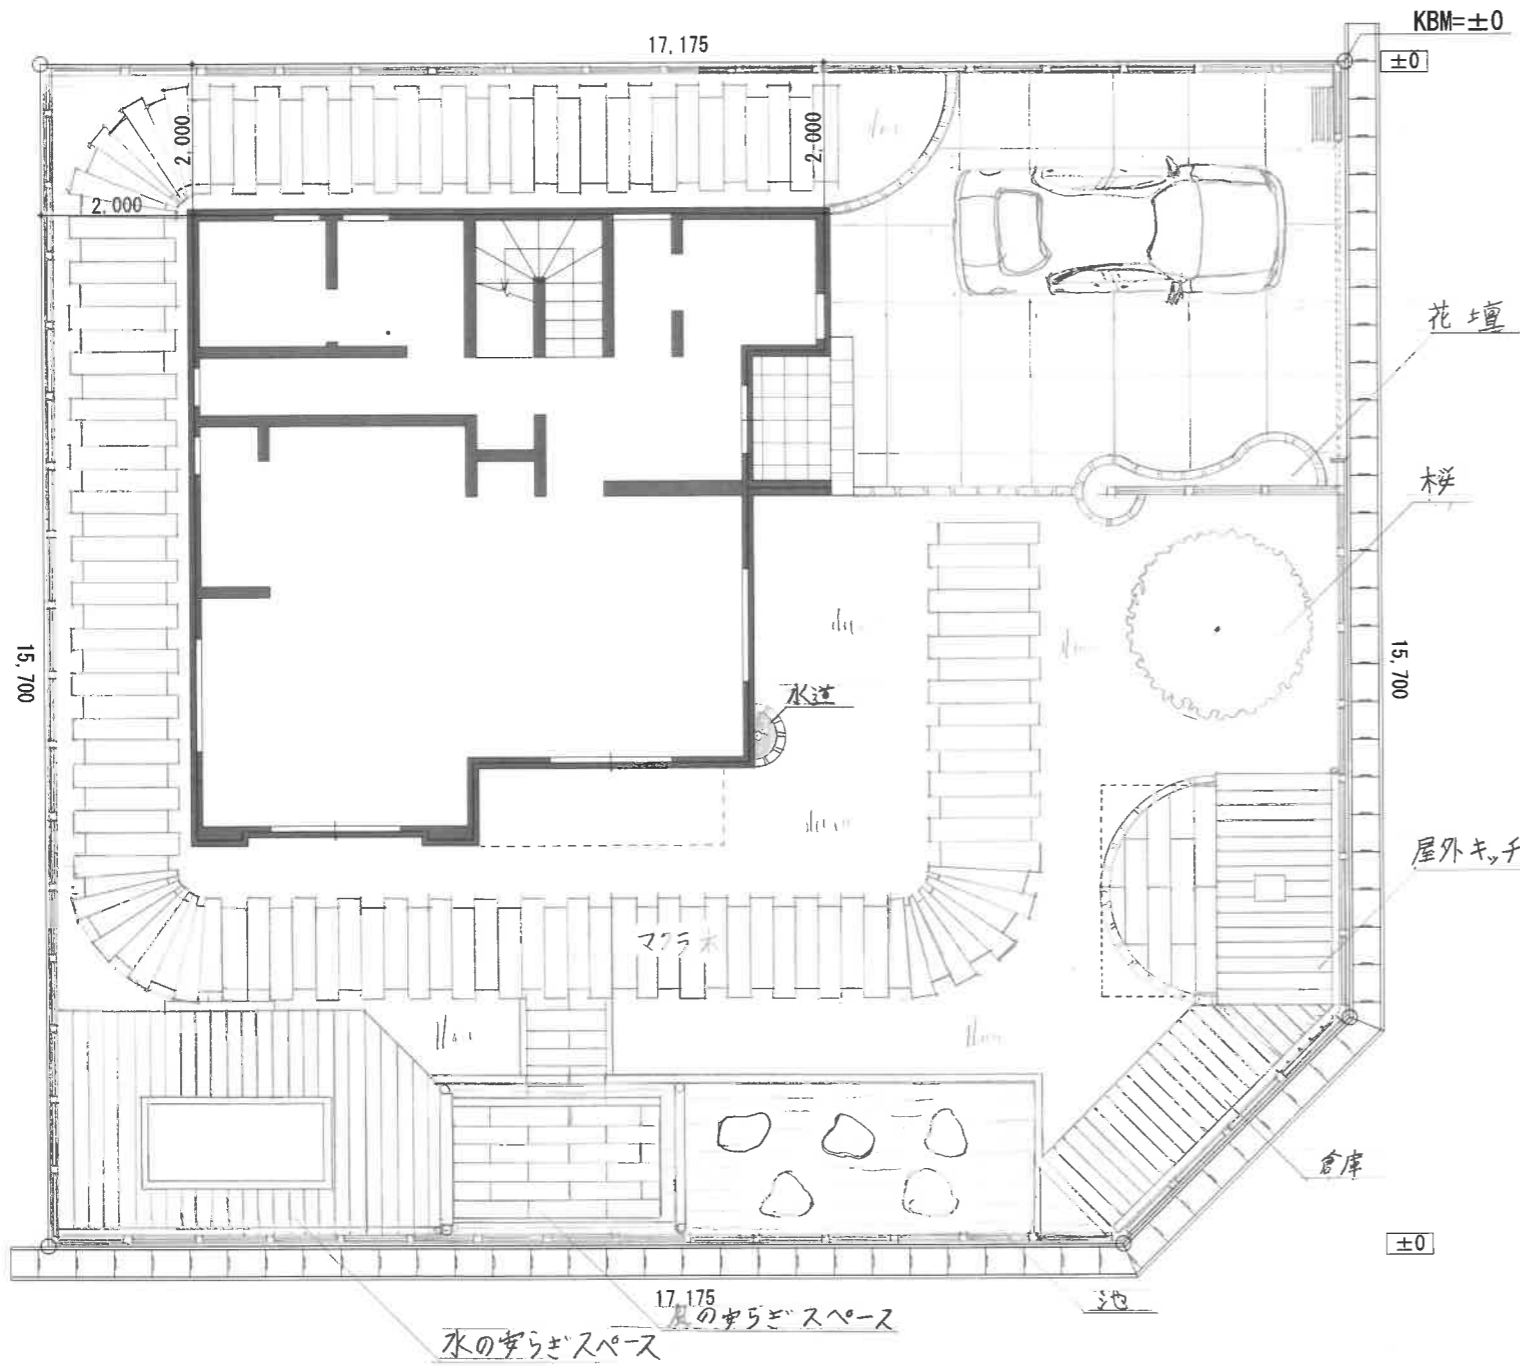 KBM=±0
17,175
±0
2,000
2,000
2,000
花壇
桜
15,700
15,700
水道
屋外キッチ
マクラ木
倉庫
±0
17,175
池
の安らぎスペース
水の安らぎスペース